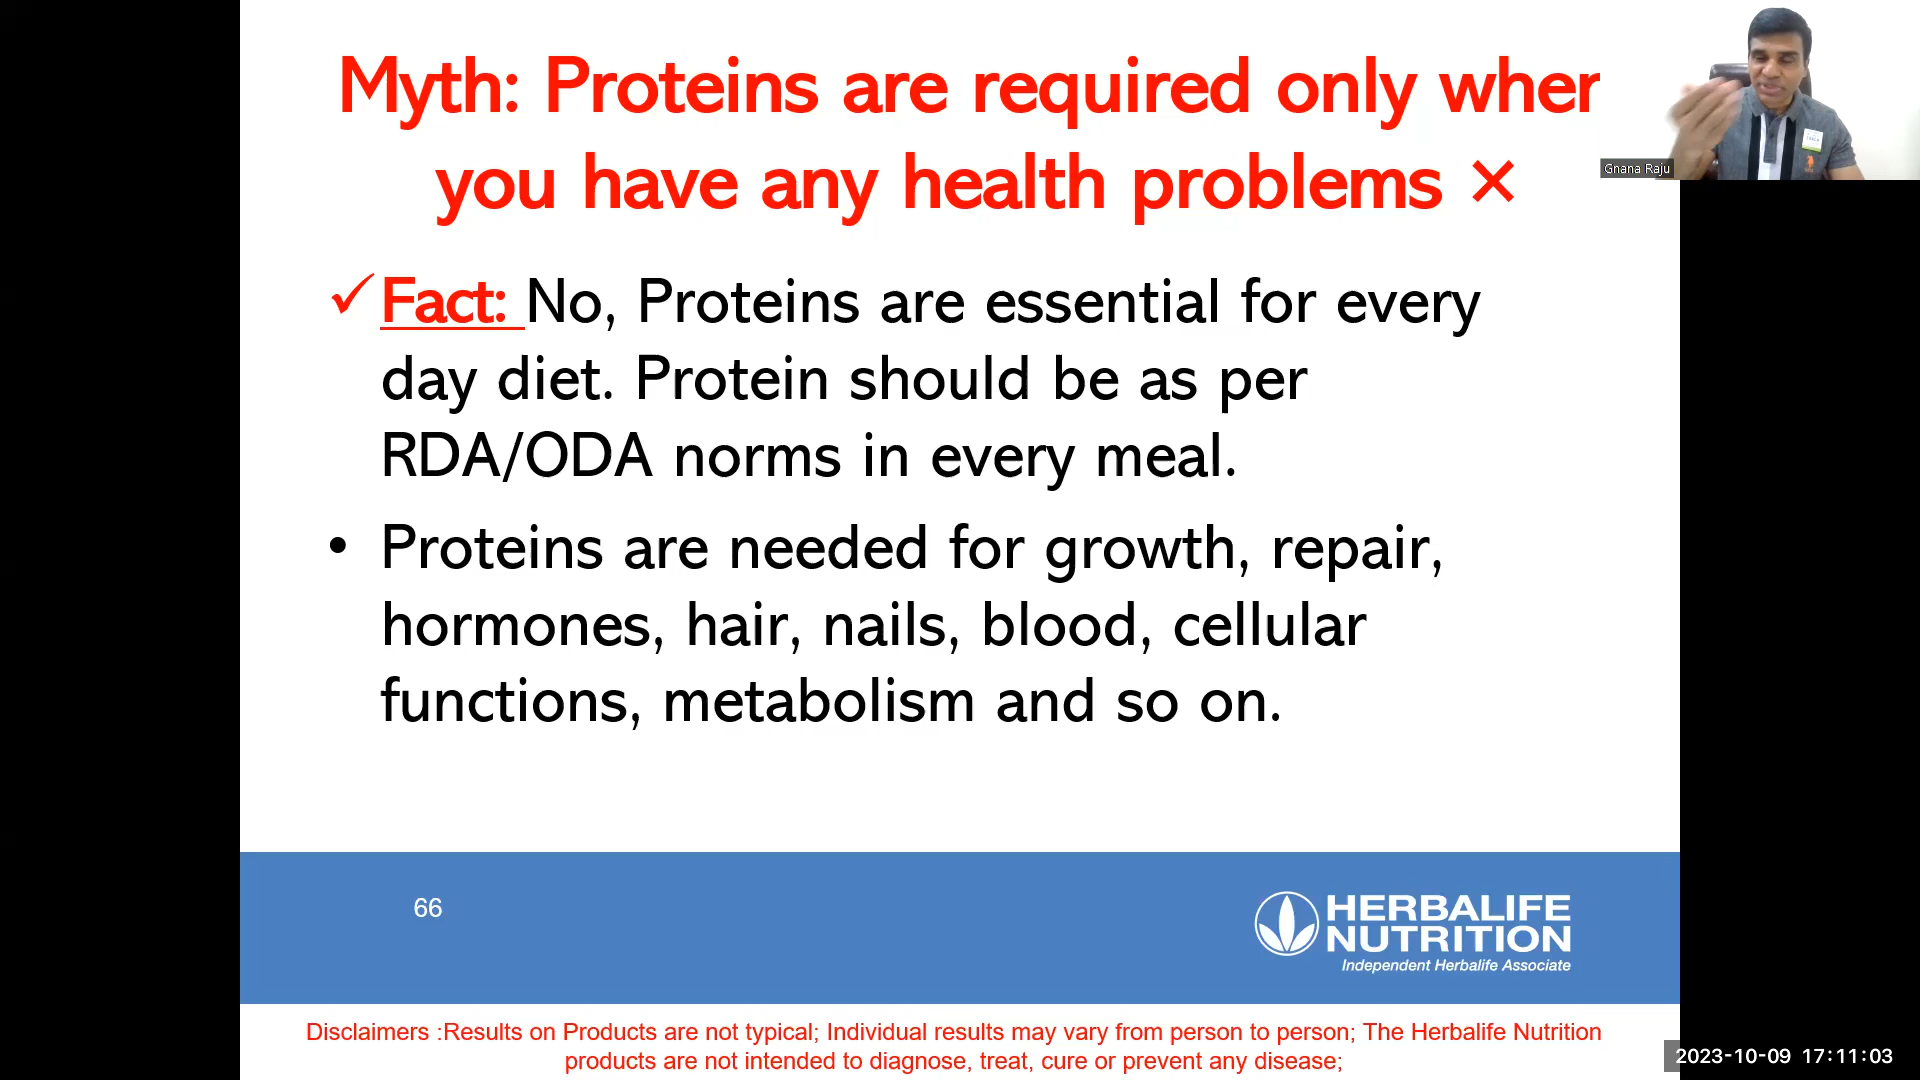 Myth: Proteins are required only when
you have any health problems ×
✓Fact: No, Proteins are essential for every
day diet. Protein should be as per
RDA/ODA norms in every meal.
• Proteins are needed for growth, repair,
hormones, hair, nails, blood, cellular
functions, metabolism and so on.
Gnana Raju
66
HERBALIFE
NUTRITION
Independent Herbalife Associate
Disclaimers :Results on Products are not typical; Individual results may vary from person to person; The Herbalife Nutrition
products are not intended to diagnose, treat, cure or prevent any disease;
2023-10-09 17:11:03